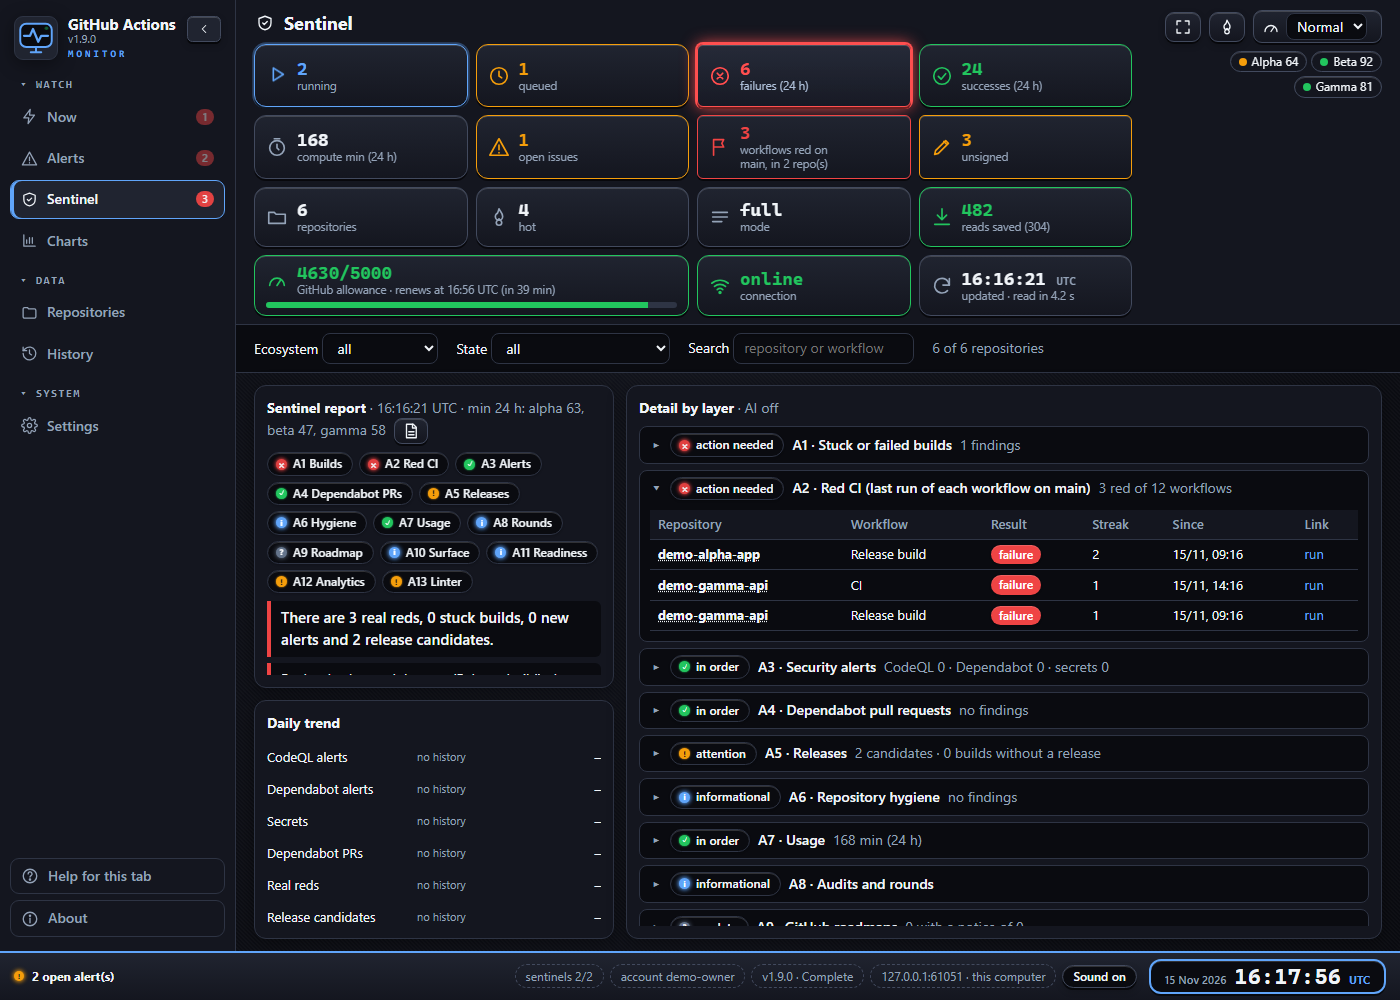 GitHub Actions
v1.9.0
MONITOR
WATCH
Now 1
Alerts 2
Sentinel 3
Charts
DATA
Repositories
History
SYSTEM
Settings
Help for this tab
About
Sentinel
Normal
Alpha 64
Beta 92
Gamma 81
2
running
1
queued
6
failures (24 h)
24
successes (24 h)
168
compute min (24 h)
1
open issues
3
workflows red on
main, in 2 repo(s)
3
unsigned
6
repositories
4
hot
full
mode
482
reads saved (304)
4630/5000
GitHub allowance · renews at 16:56 UTC (in 39 min)
online
connection
16:16:21 UTC
updated · read in 4.2 s
Ecosystem all State all Search repository or workflow 6 of 6 repositories
Sentinel report · 16:16:21 UTC · min 24 h: alpha 63,
beta 47, gamma 58
A1 Builds A2 Red CI A3 Alerts
A4 Dependabot PRs A5 Releases
A6 Hygiene A7 Usage A8 Rounds
A9 Roadmap A10 Surface A11 Readiness
A12 Analytics A13 Linter
There are 3 real reds, 0 stuck builds, 0 new
alerts and 2 release candidates.
Daily trend
CodeQL alerts no history –
Dependabot alerts no history –
Secrets no history –
Dependabot PRs no history –
Real reds no history –
Release candidates no history –
Detail by layer · AI off
action needed A1 · Stuck or failed builds 1 findings
action needed A2 · Red CI (last run of each workflow on main) 3 red of 12 workflows
Repository Workflow Result Streak Since Link
demo-alpha-app Release build failure 2 15/11, 09:16 run
demo-gamma-api CI failure 1 15/11, 14:16 run
demo-gamma-api Release build failure 1 15/11, 09:16 run
in order A3 · Security alerts CodeQL 0 · Dependabot 0 · secrets 0
in order A4 · Dependabot pull requests no findings
attention A5 · Releases 2 candidates · 0 builds without a release
informational A6 · Repository hygiene no findings
in order A7 · Usage 168 min (24 h)
informational A8 · Audits and rounds
2 open alert(s)
sentinels 2/2
account demo-owner
v1.9.0 · Complete
127.0.0.1:61051 · this computer
Sound on
15 Nov 2026 16:17:56 UTC